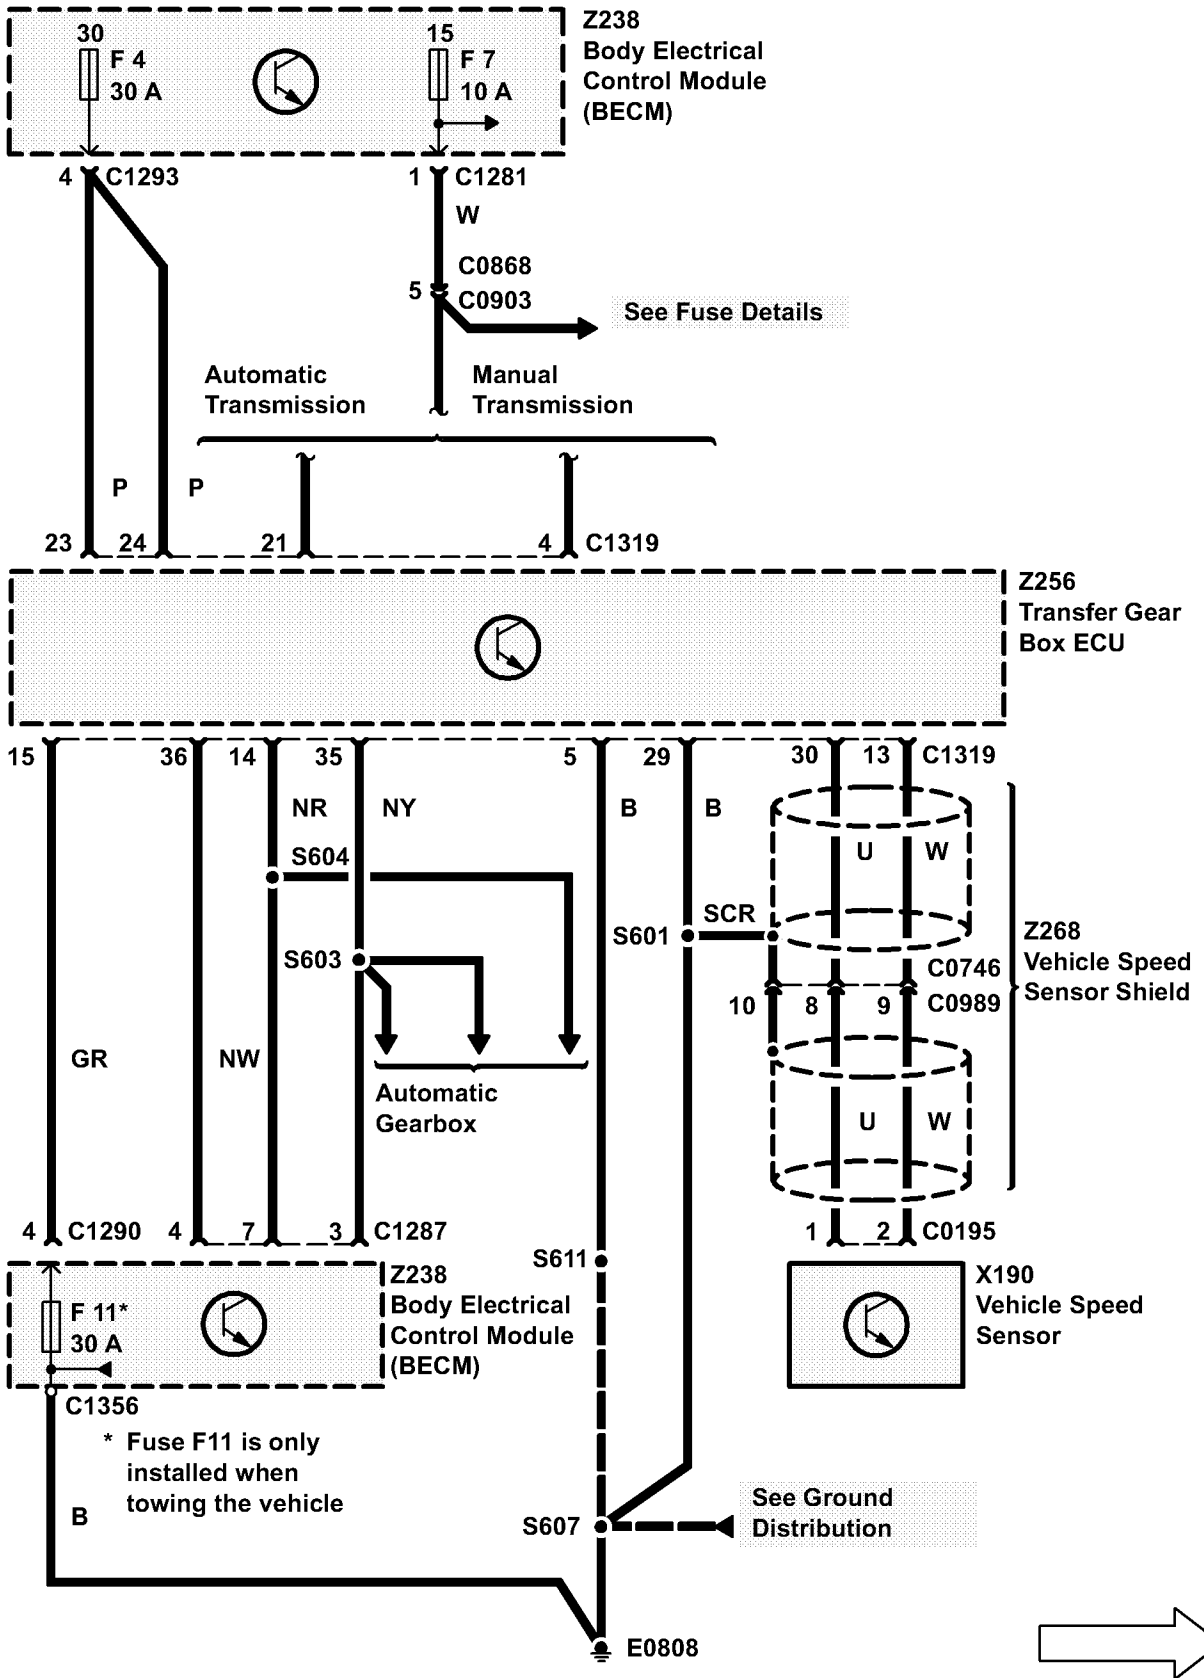 30
F 4
30 A
15
F 7
10 A
Z238
Body Electrical
Control Module
(BECM)
4
C1293
1
C1281
W
C0868
5
C0903
See Fuse Details
Automatic
Transmission
Manual
Transmission
P
P
23
24
21
4
C1319
Z256
Transfer Gear
Box ECU
15
36
14
35
5
29
30
13
C1319
NR
NY
B
B
U
W
S604
SCR
S601
S603
Z268
Vehicle Speed
Sensor Shield
C0746
10
8
9
C0989
GR
NW
Automatic
Gearbox
U
W
4
C1290
4
7
3
C1287
1
2
C0195
S611
F 11*
30 A
Z238
Body Electrical
Control Module
(BECM)
X190
Vehicle Speed
Sensor
C1356
* Fuse F11 is only
installed when
towing the vehicle
B
S607
See Ground
Distribution
E0808